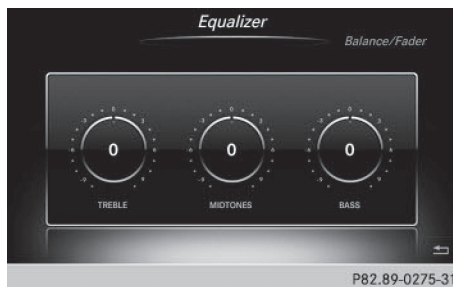 Equalizer
Balance/Fader
0 0 0
TREBLE MIDTONES BASS
P82.89-0275-31